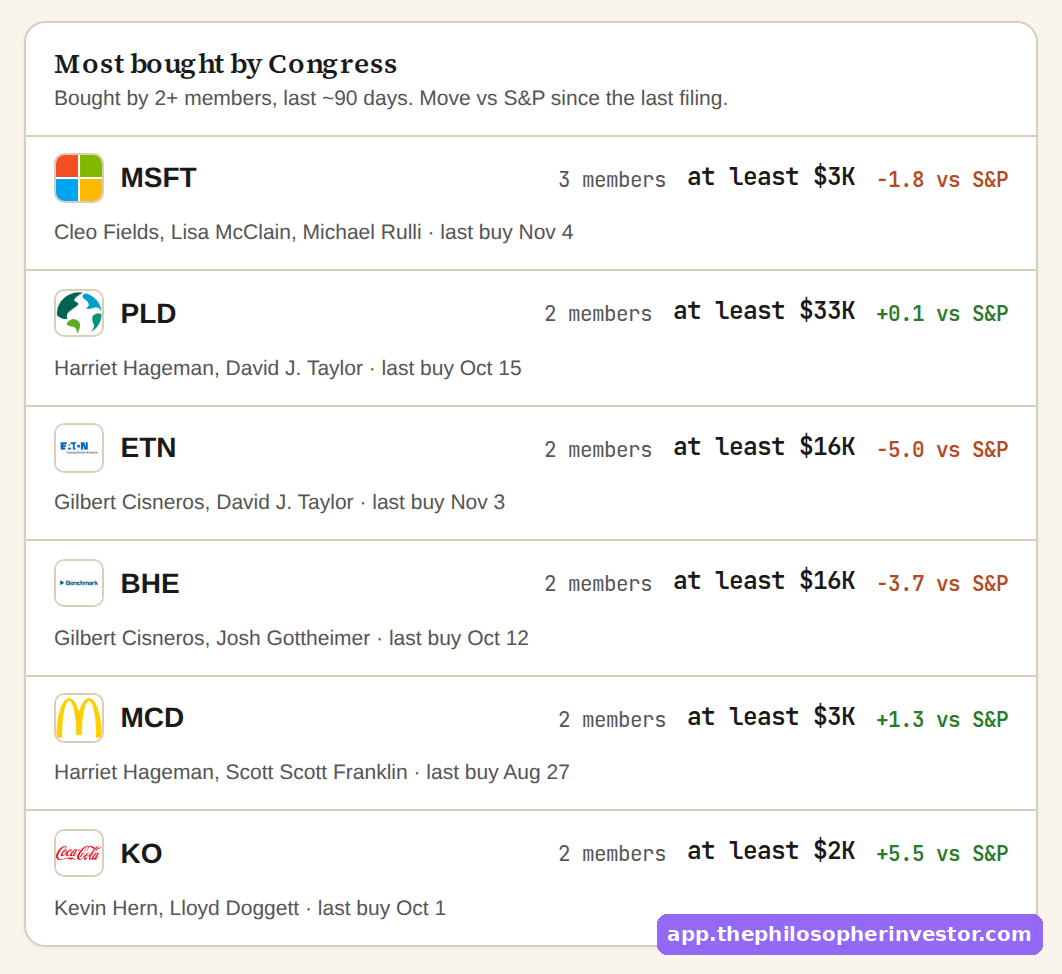 Most bought by Congress
Bought by 2+ members, last ~90 days. Move vs S&P since the last filing.
MSFT 3 members at least $3K -1.8 vs S&P
Cleo Fields, Lisa McClain, Michael Rulli · last buy Nov 4
PLD 2 members at least $33K +0.1 vs S&P
Harriet Hageman, David J. Taylor · last buy Oct 15
EATON
ETN 2 members at least $16K -5.0 vs S&P
Gilbert Cisneros, David J. Taylor · last buy Nov 3
Benchmark
BHE 2 members at least $16K -3.7 vs S&P
Gilbert Cisneros, Josh Gottheimer · last buy Oct 12
MCD 2 members at least $3K +1.3 vs S&P
Harriet Hageman, Scott Scott Franklin · last buy Aug 27
Coca-Cola
KO 2 members at least $2K +5.5 vs S&P
Kevin Hern, Lloyd Doggett · last buy Oct 1
app.thephilosopherinvestor.com